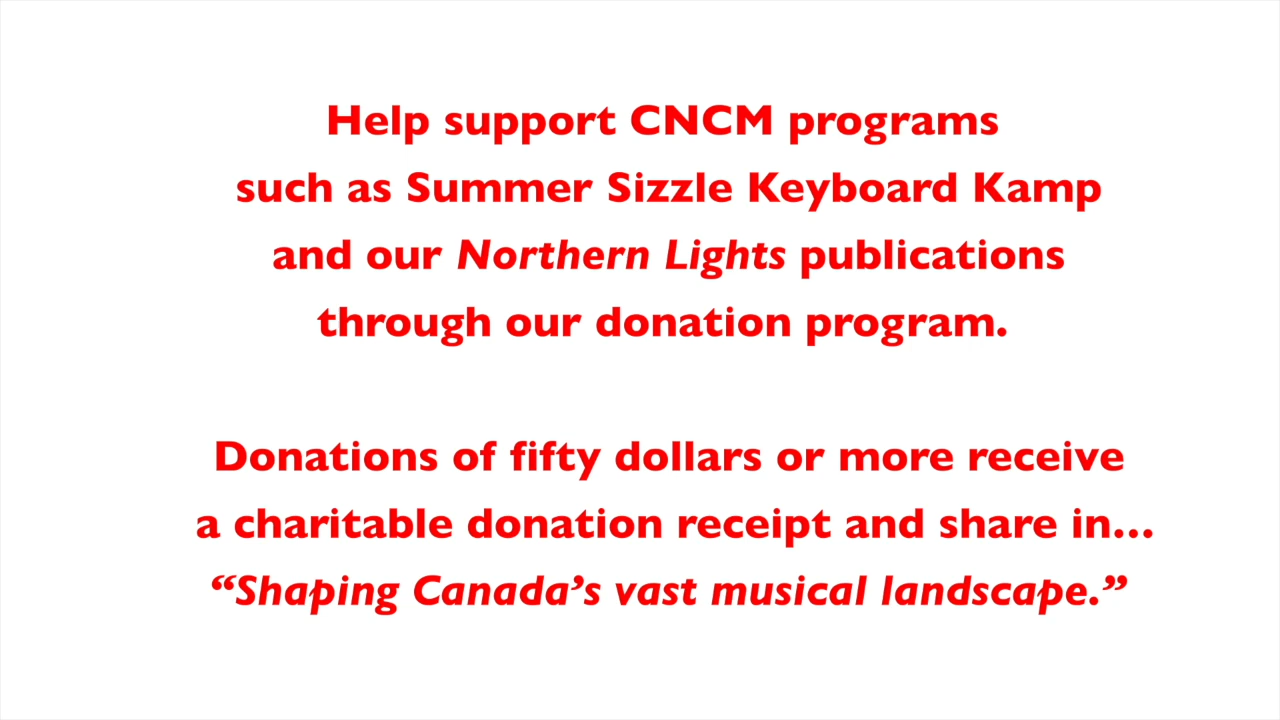 Help support CNCM programs
such as Summer Sizzle Keyboard Kamp
and our Northern Lights publications
through our donation program.
Donations of fifty dollars or more receive
a charitable donation receipt and share in…
“Shaping Canada’s vast musical landscape.”